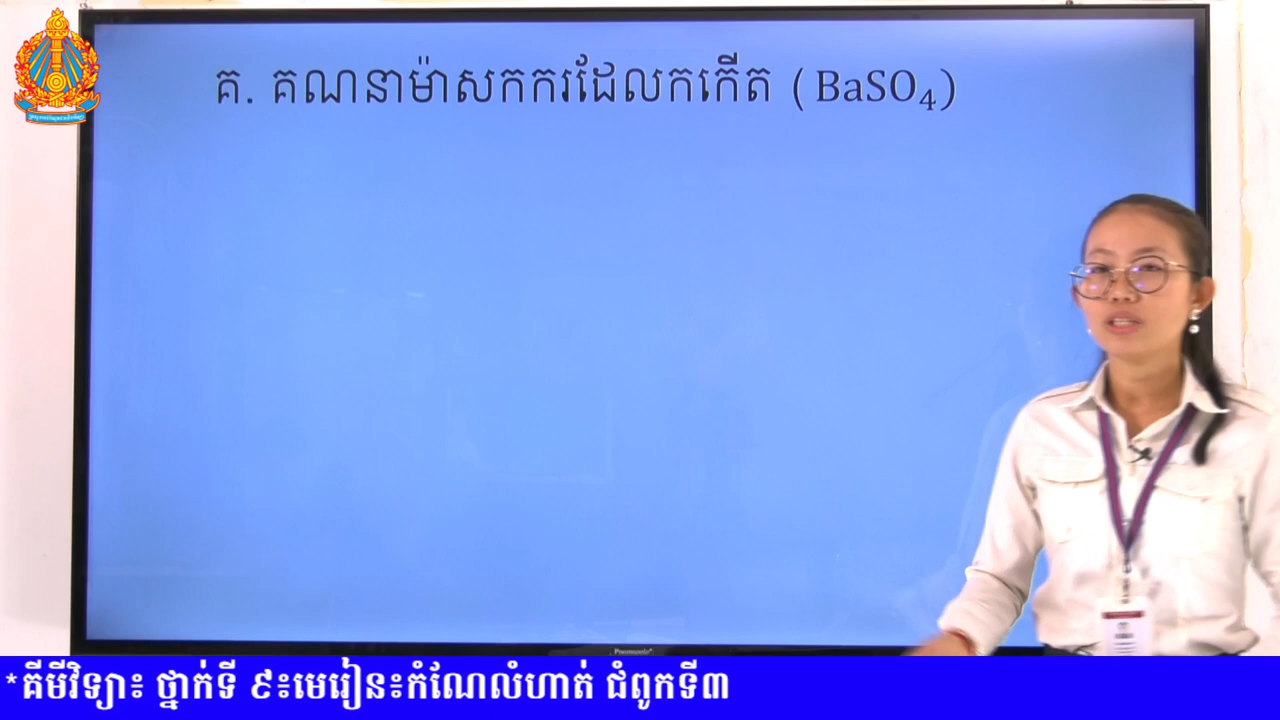 គ. គណនាម៉ាសកករដែលកកើត (BaSO₄)
*គីមីវិទ្យា៖ ថ្នាក់ទី ៩៖មេរៀន៖កំណែលំហាត់ ជំពូកទី៣